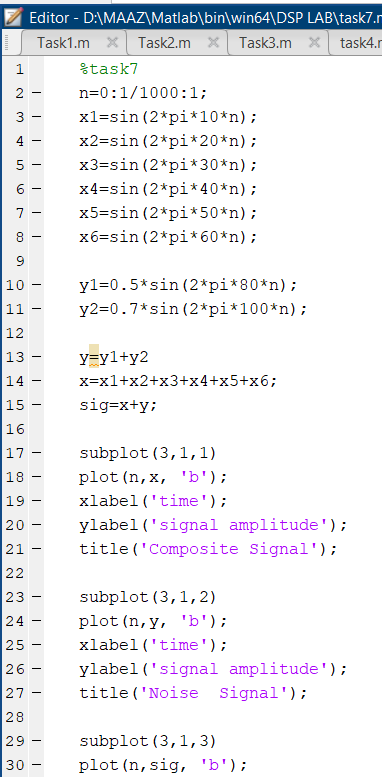 Editor - D:\MAAZ\Matlab\bin\win64\DSP LAB\task7.m
Task1.m Task2.m Task3.m task4.m
1 %task7
2 – n=0:1/1000:1;
3 – x1=sin(2*pi*10*n);
4 – x2=sin(2*pi*20*n);
5 – x3=sin(2*pi*30*n);
6 – x4=sin(2*pi*40*n);
7 – x5=sin(2*pi*50*n);
8 – x6=sin(2*pi*60*n);
9
10 – y1=0.5*sin(2*pi*80*n);
11 – y2=0.7*sin(2*pi*100*n);
12
13 – y=y1+y2
14 – x=x1+x2+x3+x4+x5+x6;
15 – sig=x+y;
16
17 – subplot(3,1,1)
18 – plot(n,x, 'b');
19 – xlabel('time');
20 – ylabel('signal amplitude');
21 – title('Composite Signal');
22
23 – subplot(3,1,2)
24 – plot(n,y, 'b');
25 – xlabel('time');
26 – ylabel('signal amplitude');
27 – title('Noise  Signal');
28
29 – subplot(3,1,3)
30 – plot(n,sig, 'b');